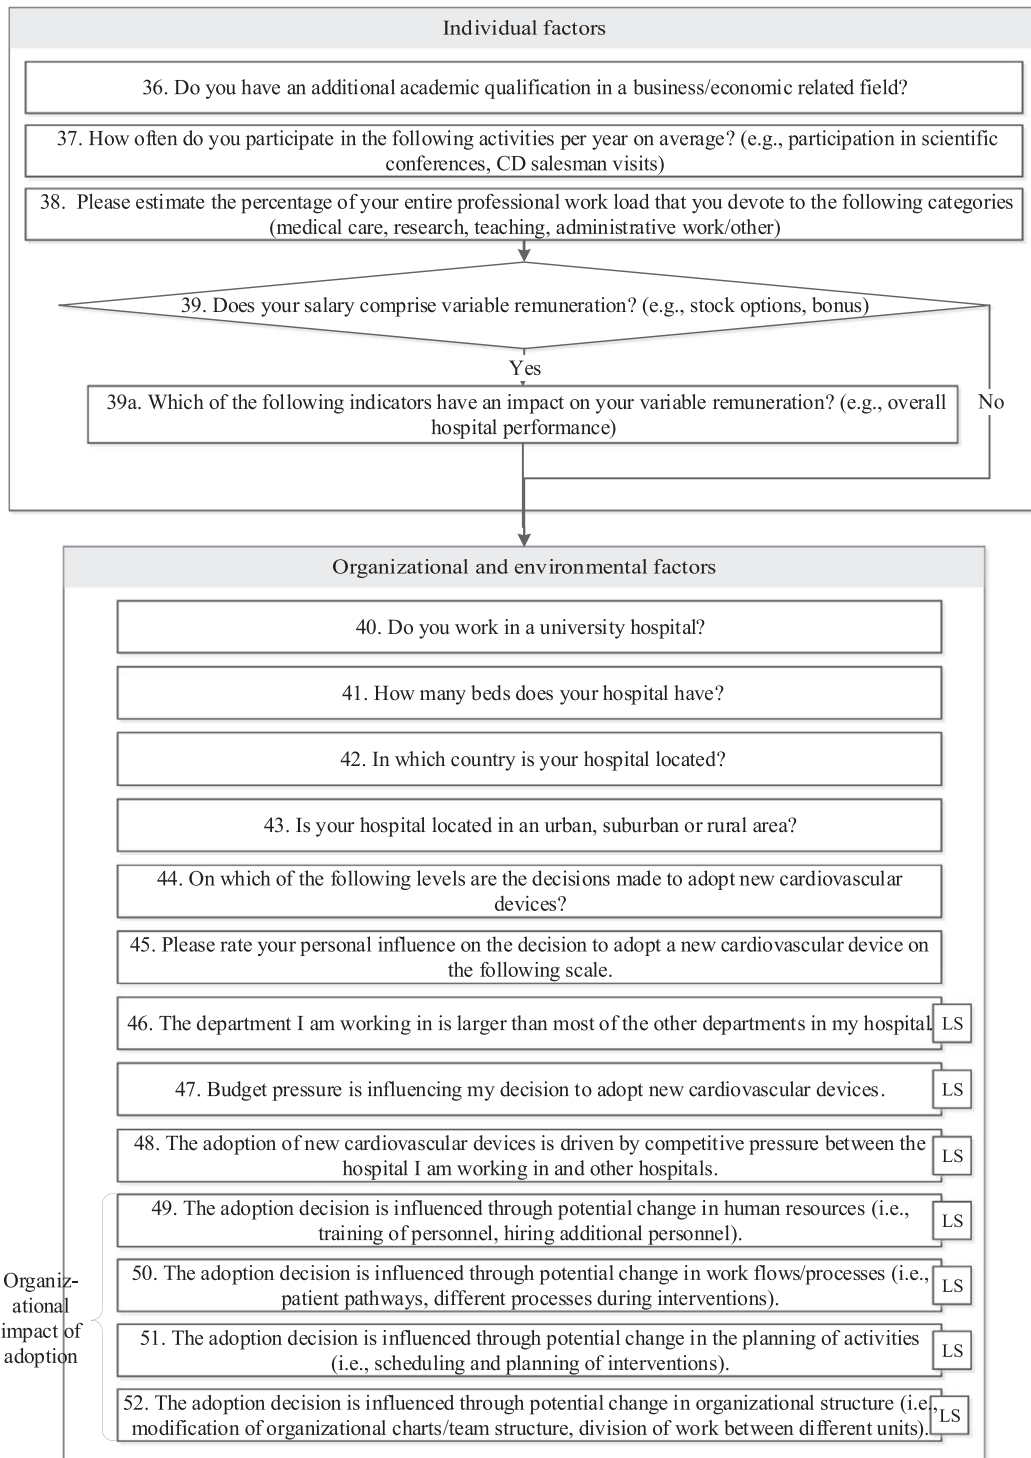 Individual factors
36. Do you have an additional academic qualification in a business/economic related field?
37. How often do you participate in the following activities per year on average? (e.g., participation in scientific
conferences, CD salesman visits)
38.  Please estimate the percentage of your entire professional work load that you devote to the following categories
(medical care, research, teaching, administrative work/other)
39. Does your salary comprise variable remuneration? (e.g., stock options, bonus)
Yes
39a. Which of the following indicators have an impact on your variable remuneration? (e.g., overall
hospital performance)
No
Organizational and environmental factors
40. Do you work in a university hospital?
41. How many beds does your hospital have?
42. In which country is your hospital located?
43. Is your hospital located in an urban, suburban or rural area?
44. On which of the following levels are the decisions made to adopt new cardiovascular
devices?
45. Please rate your personal influence on the decision to adopt a new cardiovascular device on
the following scale.
46. The department I am working in is larger than most of the other departments in my hospital.
LS
47. Budget pressure is influencing my decision to adopt new cardiovascular devices.
LS
48. The adoption of new cardiovascular devices is driven by competitive pressure between the
hospital I am working in and other hospitals.
LS
Organiz-
ational
impact of
adoption
49. The adoption decision is influenced through potential change in human resources (i.e.,
training of personnel, hiring additional personnel).
LS
50. The adoption decision is influenced through potential change in work flows/processes (i.e.,
patient pathways, different processes during interventions).
LS
51. The adoption decision is influenced through potential change in the planning of activities
(i.e., scheduling and planning of interventions).
LS
52. The adoption decision is influenced through potential change in organizational structure (i.e.,
modification of organizational charts/team structure, division of work between different units).
LS